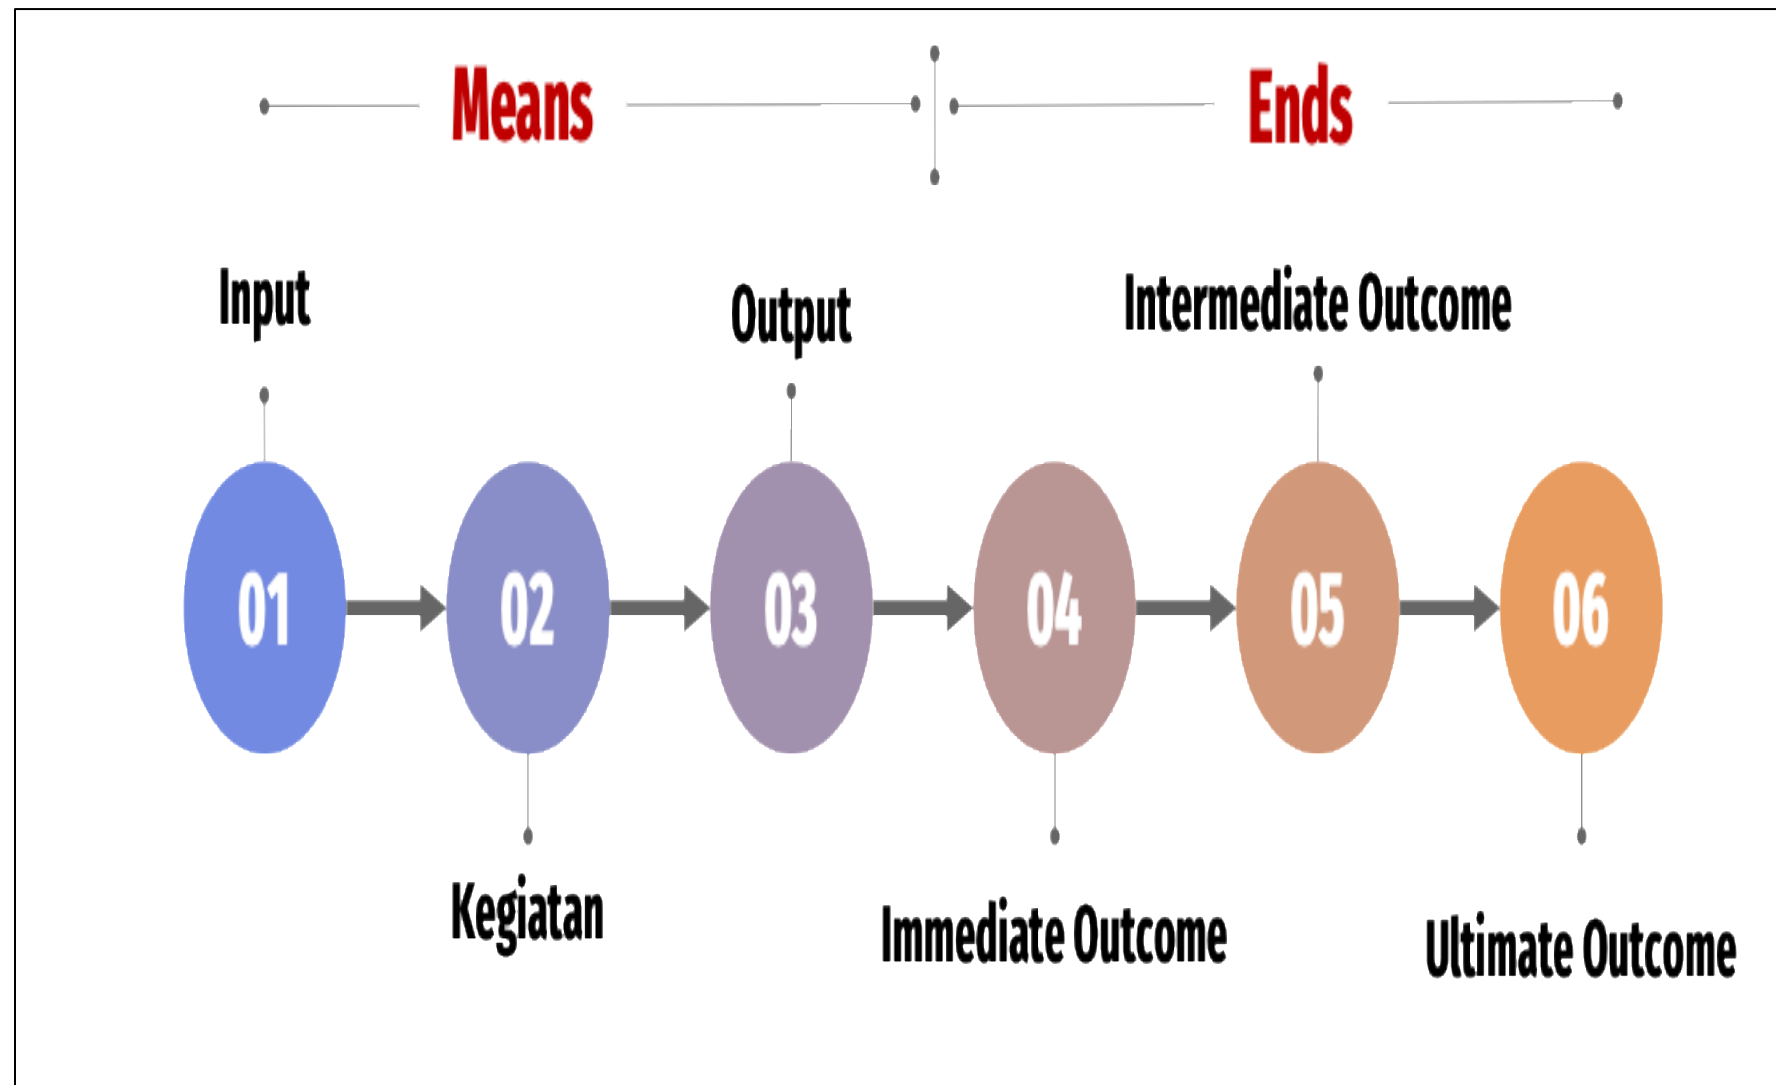 Means
Ends
Input
Output
Intermediate Outcome
01
02
03
04
05
06
Kegiatan
Immediate Outcome
Ultimate Outcome